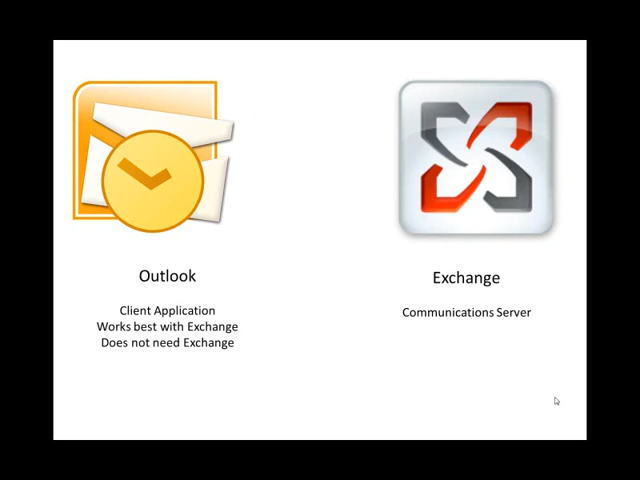 Outlook
Client Application
Works best with Exchange
Does not need Exchange
Exchange
Communications Server